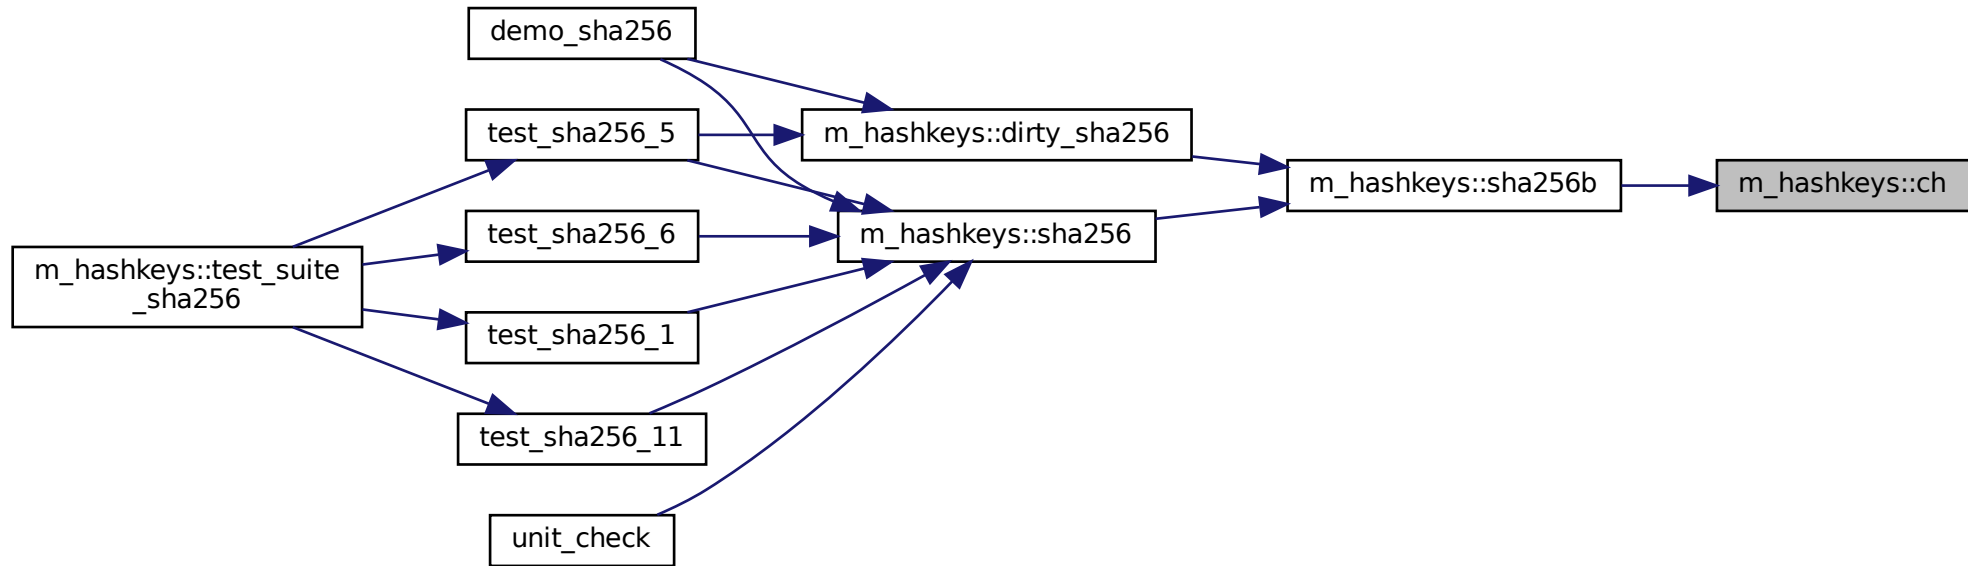 demo_sha256
test_sha256_5
m_hashkeys::dirty_sha256
m_hashkeys::sha256b
m_hashkeys::ch
test_sha256_6
m_hashkeys::sha256
m_hashkeys::test_suite
_sha256
test_sha256_1
test_sha256_11
unit_check